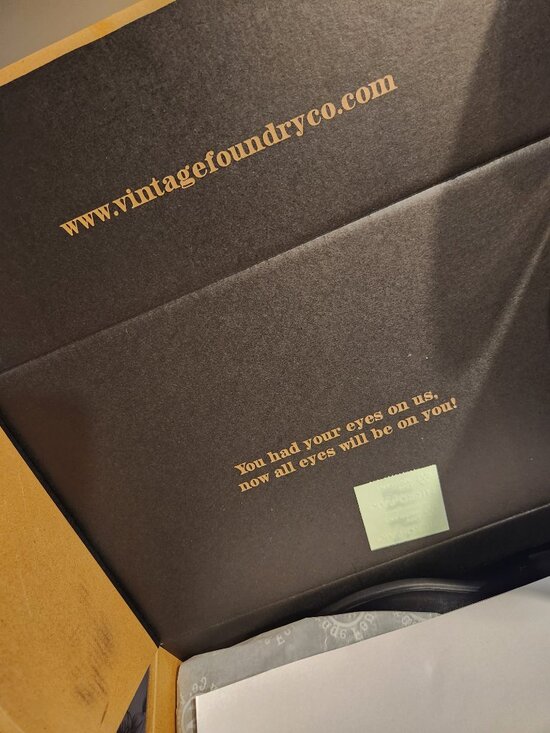 www.vintagefoundryco.com
You had your eyes on us,
now all eyes will be on you!